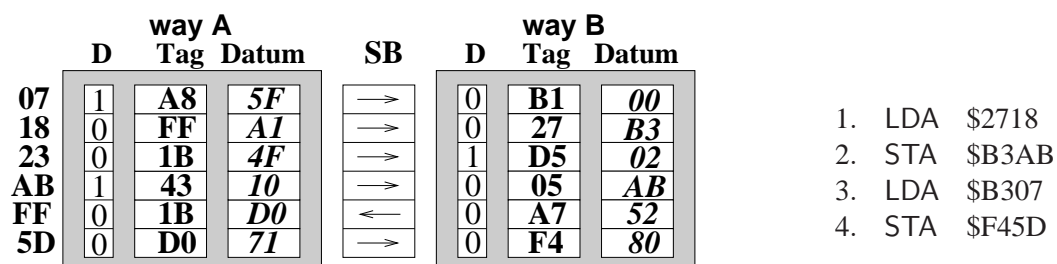 way A way B
D Tag Datum SB D Tag Datum
07 1 A8 5F → 0 B1 00
18 0 FF A1 → 0 27 B3
23 0 1B 4F → 1 D5 02
AB 1 43 10 → 0 05 AB
FF 0 1B D0 ← 0 A7 52
5D 0 D0 71 → 0 F4 80
1. LDA $2718
2. STA $B3AB
3. LDA $B307
4. STA $F45D